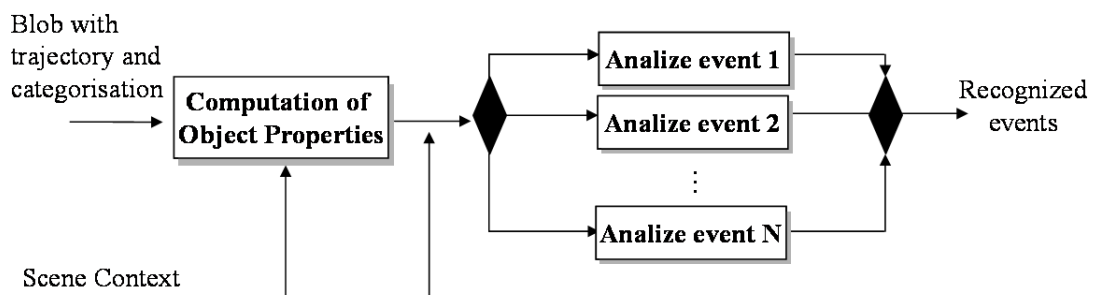 Blob with
trajectory and
categorisation
Computation of
Object Properties
Analize event 1
Analize event 2
⋮
Analize event N
Recognized
events
Scene Context